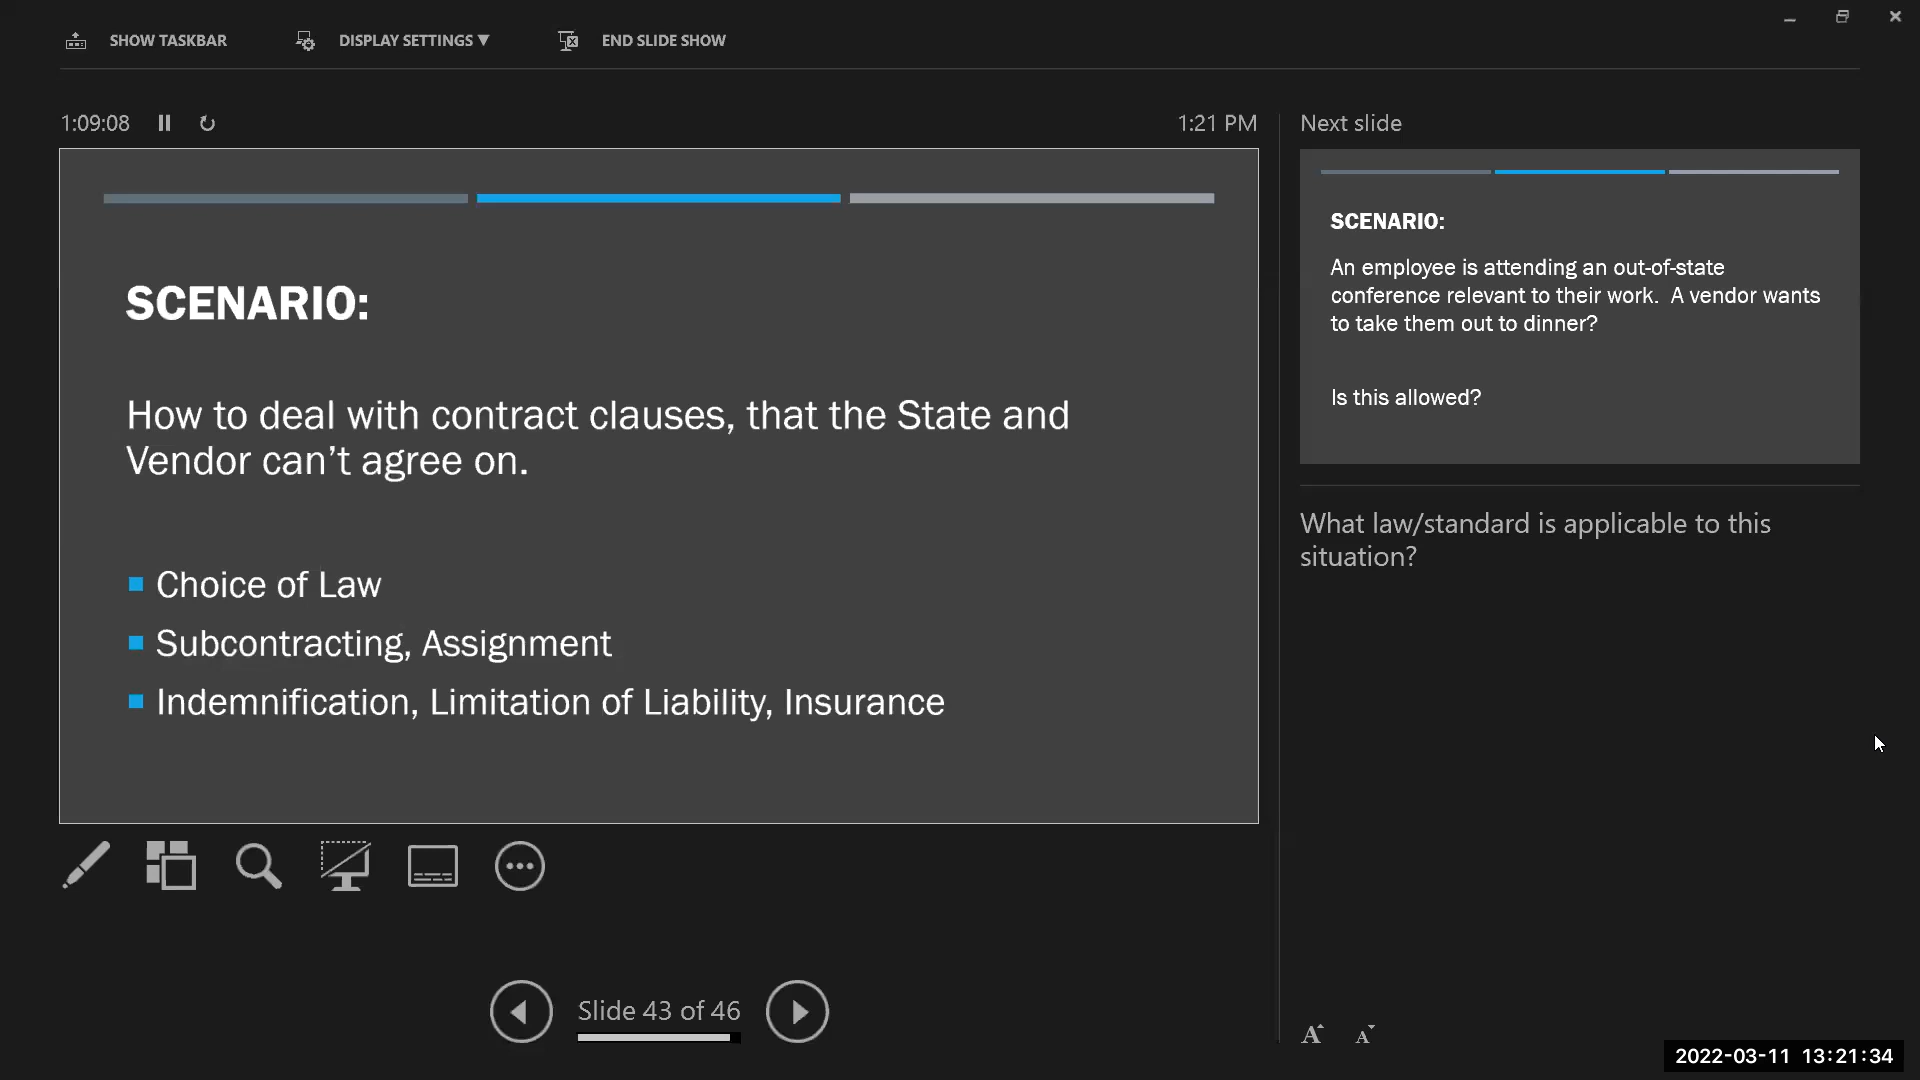 SHOW TASKBAR
DISPLAY SETTINGS ▼
END SLIDE SHOW
1:09:08
1:21 PM
SCENARIO:
How to deal with contract clauses, that the State and
Vendor can’t agree on.
■ Choice of Law
■ Subcontracting, Assignment
■ Indemnification, Limitation of Liability, Insurance
Slide 43 of 46
Next slide
SCENARIO:
An employee is attending an out-of-state
conference relevant to their work.  A vendor wants
to take them out to dinner?
Is this allowed?
What law/standard is applicable to this
situation?
A A
2022-03-11 13:21:34